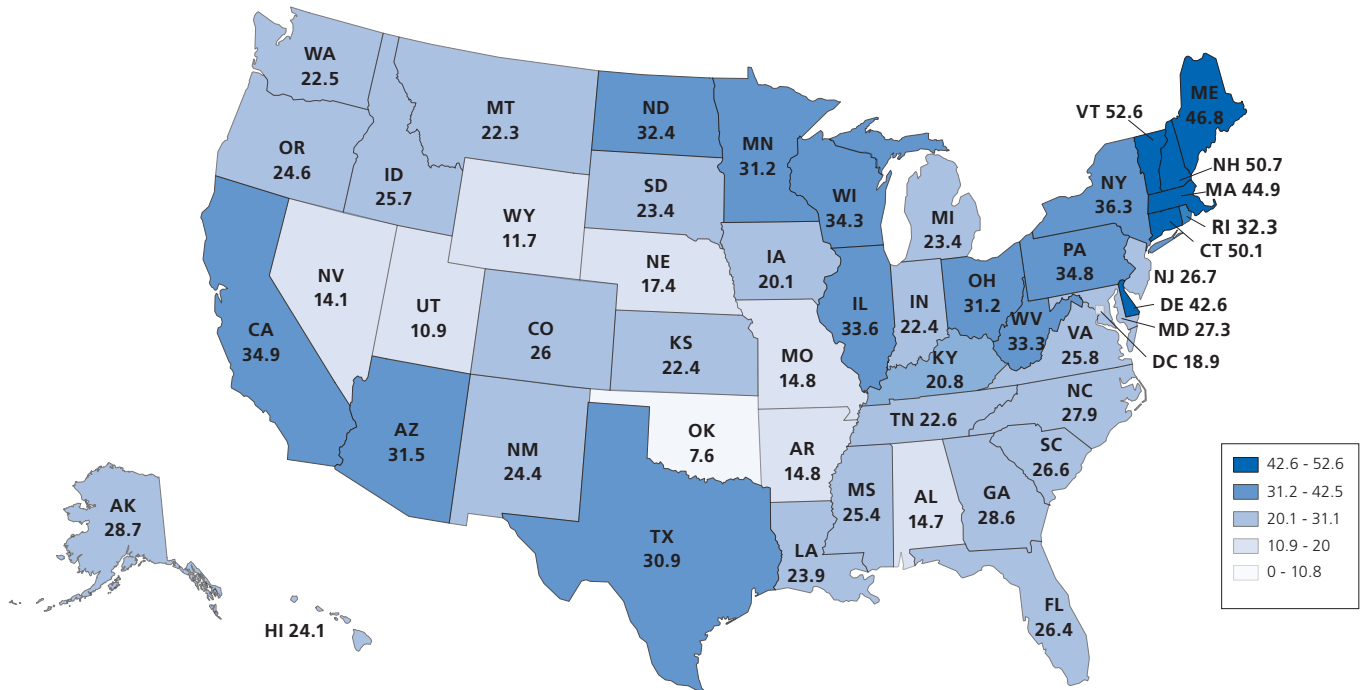 WA
22.5
MT
22.3
ND
32.4
MN
31.2
VT 52.6
ME
46.8
OR
24.6
ID
25.7
SD
23.4
WI
34.3
MI
23.4
NY
36.3
NH 50.7
MA 44.9
RI 32.3
CT 50.1
WY
11.7
NV
14.1
UT
10.9
NE
17.4
IA
20.1
IL
33.6
IN
22.4
OH
31.2
PA
34.8
NJ 26.7
DE 42.6
MD 27.3
DC 18.9
CA
34.9
CO
26
KS
22.4
MO
14.8
KY
20.8
WV
33.3
VA
25.8
NC
27.9
TN 22.6
AZ
31.5
NM
24.4
OK
7.6
AR
14.8
SC
26.6
MS
25.4
AL
14.7
GA
28.6
TX
30.9
LA
23.9
FL
26.4
AK
28.7
HI 24.1
42.6 - 52.6
31.2 - 42.5
20.1 - 31.1
10.9 - 20
0 - 10.8